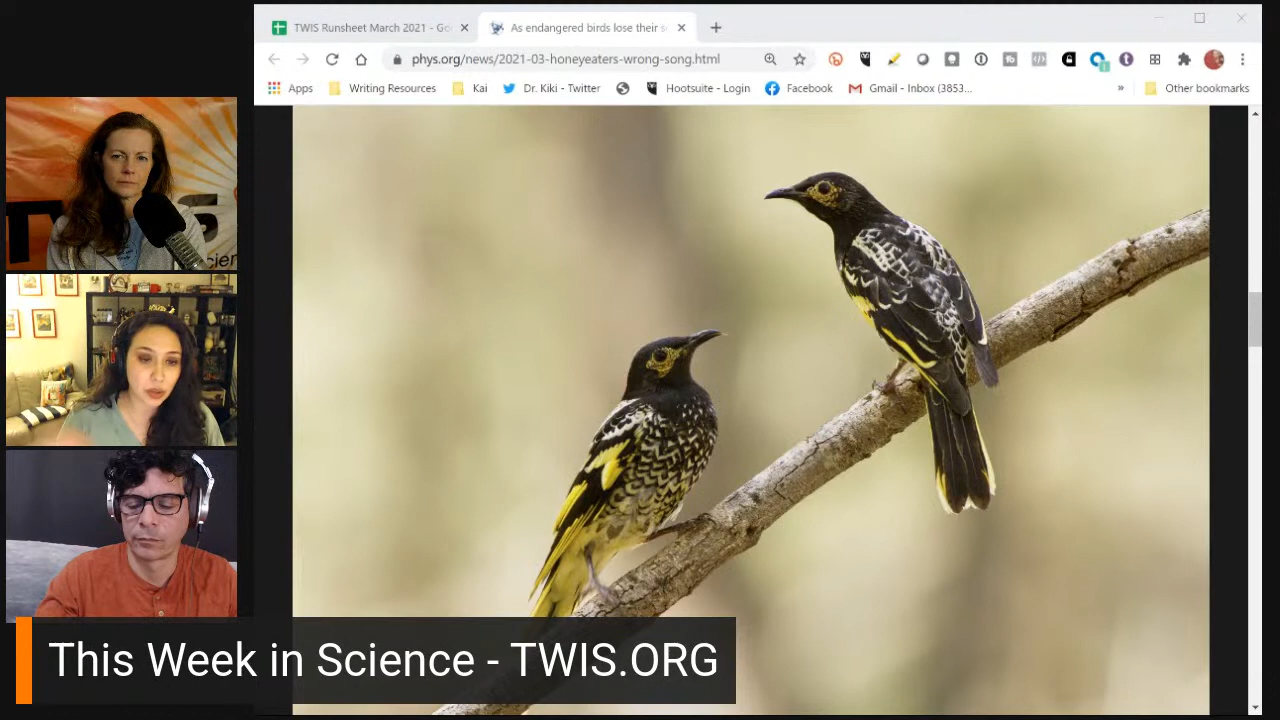 TWIS Runsheet March 2021 - Go
As endangered birds lose their s
phys.org/news/2021-03-honeyeaters-wrong-song.html
Apps
Writing Resources
Kai
Dr. Kiki - Twitter
Hootsuite - Login
Facebook
Gmail - Inbox (3853...
»
Other bookmarks
This Week in Science - TWIS.ORG